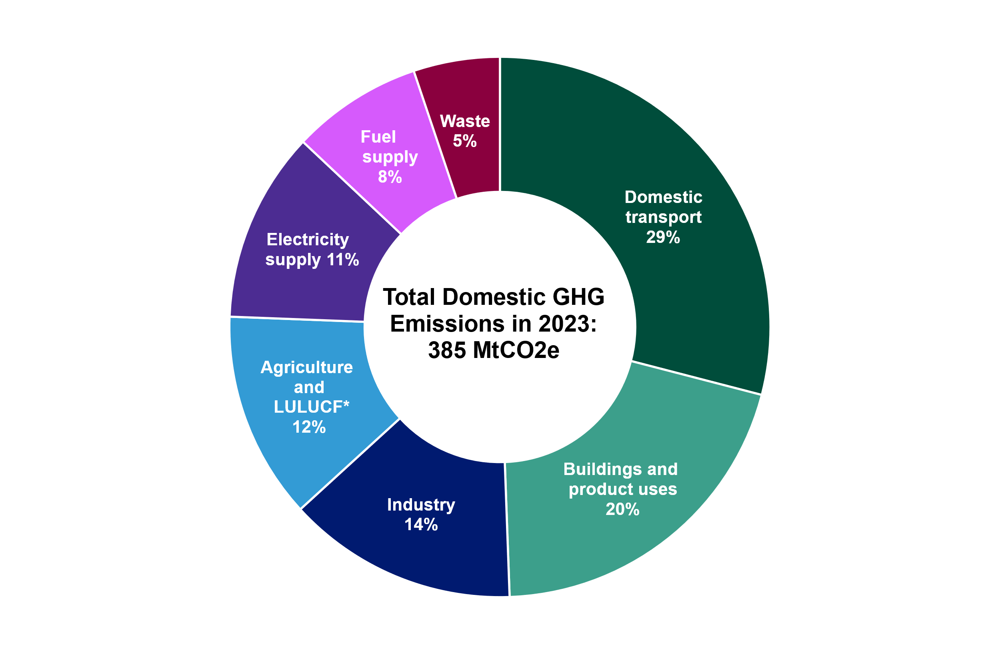 Waste
5%
Fuel
supply
8%
Domestic
transport
29%
Electricity
supply 11%
Total Domestic GHG
Emissions in 2023:
385 MtCO2e
Agriculture
and
LULUCF*
12%
Buildings and
product uses
20%
Industry
14%